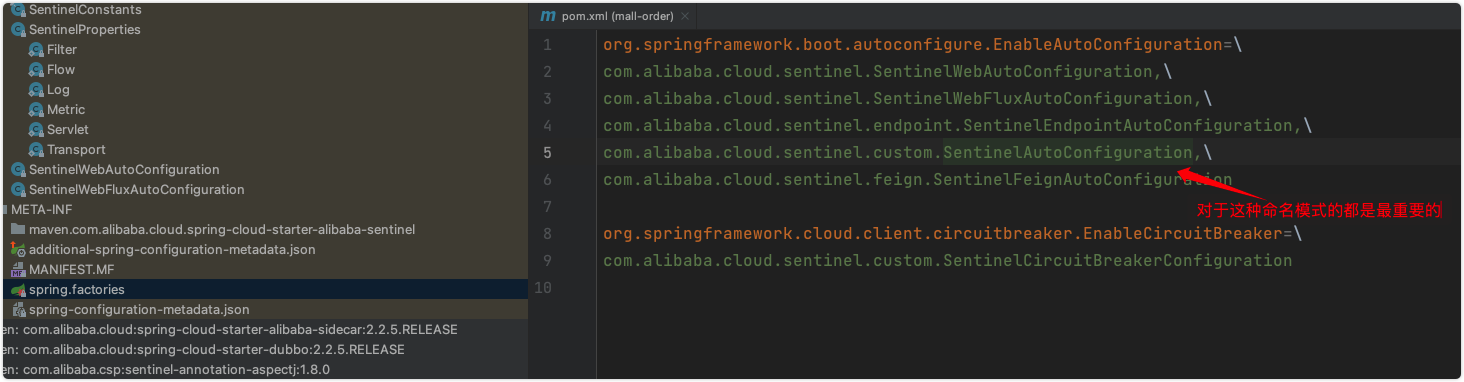 SentinelConstants
SentinelProperties
Filter
Flow
Log
Metric
Servlet
Transport
SentinelWebAutoConfiguration
SentinelWebFluxAutoConfiguration
META-INF
maven.com.alibaba.cloud.spring-cloud-starter-alibaba-sentinel
additional-spring-configuration-metadata.json
MANIFEST.MF
spring.factories
spring-configuration-metadata.json
en: com.alibaba.cloud:spring-cloud-starter-alibaba-sidecar:2.2.5.RELEASE
en: com.alibaba.cloud:spring-cloud-starter-dubbo:2.2.5.RELEASE
en: com.alibaba.csp:sentinel-annotation-aspectj:1.8.0
pom.xml (mall-order)
1 org.springframework.boot.autoconfigure.EnableAutoConfiguration=\
2 com.alibaba.cloud.sentinel.SentinelWebAutoConfiguration,\
3 com.alibaba.cloud.sentinel.SentinelWebFluxAutoConfiguration,\
4 com.alibaba.cloud.sentinel.endpoint.SentinelEndpointAutoConfiguration,\
5 com.alibaba.cloud.sentinel.custom.SentinelAutoConfiguration,\
6 com.alibaba.cloud.sentinel.feign.SentinelFeignAutoConfiguration
对于这种命名模式的都是最重要的
7
8 org.springframework.cloud.client.circuitbreaker.EnableCircuitBreaker=\
9 com.alibaba.cloud.sentinel.custom.SentinelCircuitBreakerConfiguration
10